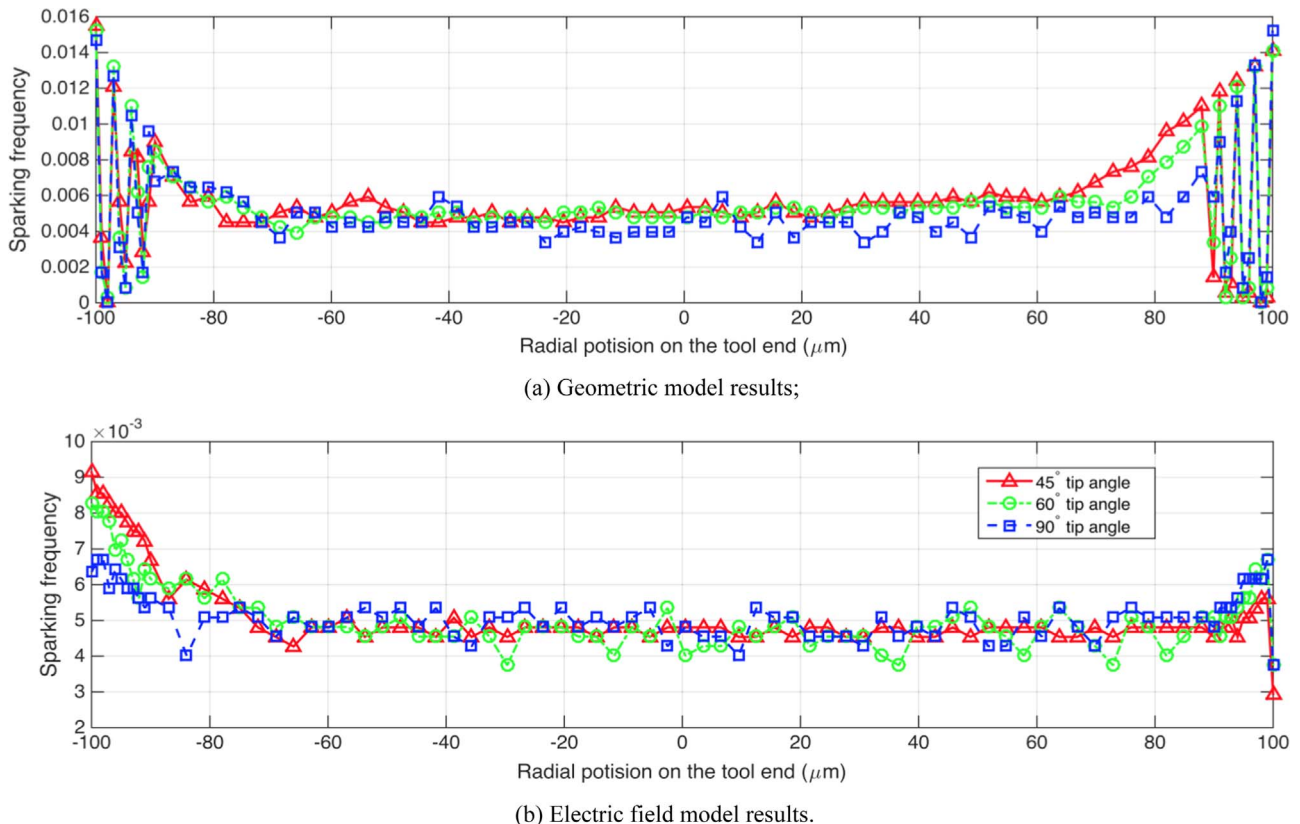 0.016
0.014
0.012
0.01
0.008
0.006
0.004
0.002
0
Sparking frequency
-100 -80 -60 -40 -20 0 20 40 60 80 100
Radial potision on the tool end (μm)
(a) Geometric model results;
×10⁻³
10
9
8
7
6
5
4
3
2
Sparking frequency
45° tip angle
60° tip angle
90° tip angle
-100 -80 -60 -40 -20 0 20 40 60 80 100
Radial potision on the tool end (μm)
(b) Electric field model results.